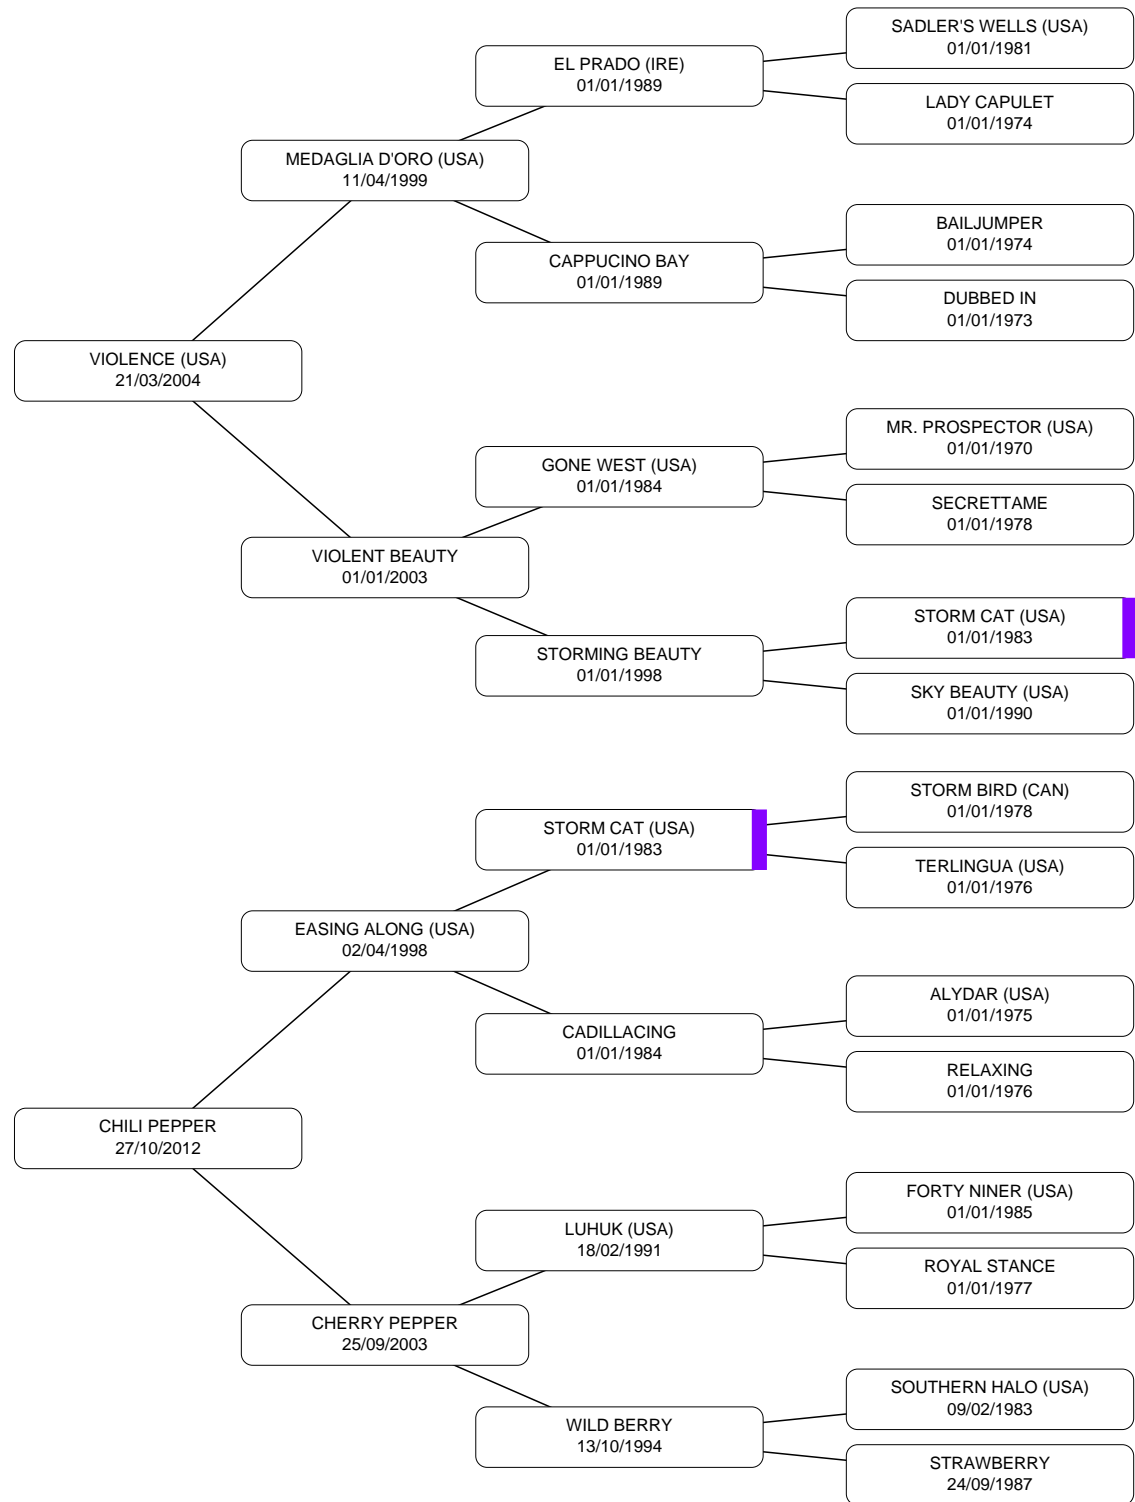 SADLER'S WELLS (USA)
01/01/1981
EL PRADO (IRE)
01/01/1989
LADY CAPULET
01/01/1974
MEDAGLIA D'ORO (USA)
11/04/1999
BAILJUMPER
01/01/1974
CAPPUCINO BAY
01/01/1989
DUBBED IN
01/01/1973
VIOLENCE (USA)
21/03/2004
MR. PROSPECTOR (USA)
01/01/1970
GONE WEST (USA)
01/01/1984
SECRETTAME
01/01/1978
VIOLENT BEAUTY
01/01/2003
STORM CAT (USA)
01/01/1983
STORMING BEAUTY
01/01/1998
SKY BEAUTY (USA)
01/01/1990
STORM BIRD (CAN)
01/01/1978
STORM CAT (USA)
01/01/1983
TERLINGUA (USA)
01/01/1976
EASING ALONG (USA)
02/04/1998
ALYDAR (USA)
01/01/1975
CADILLACING
01/01/1984
RELAXING
01/01/1976
CHILI PEPPER
27/10/2012
FORTY NINER (USA)
01/01/1985
LUHUK (USA)
18/02/1991
ROYAL STANCE
01/01/1977
CHERRY PEPPER
25/09/2003
SOUTHERN HALO (USA)
09/02/1983
WILD BERRY
13/10/1994
STRAWBERRY
24/09/1987